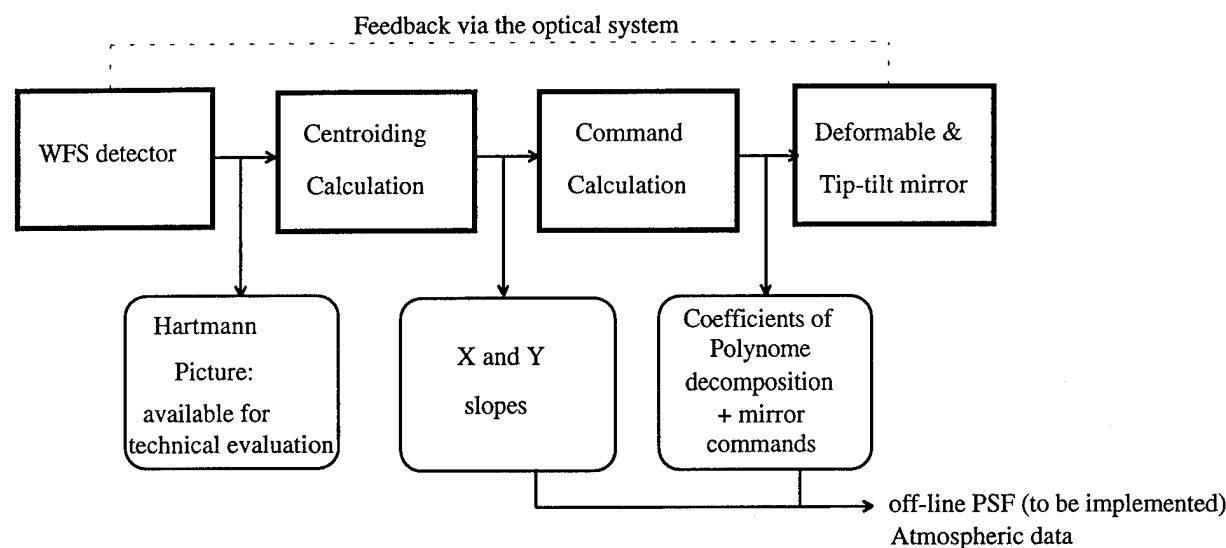 Feedback via the optical system
WFS detector
Centroiding
Calculation
Command
Calculation
Deformable &
Tip-tilt mirror
Hartmann
Picture:
available for
technical evaluation
X and Y
slopes
Coefficients of
Polynome
decomposition
+ mirror
commands
off-line PSF (to be implemented)
Atmospheric data